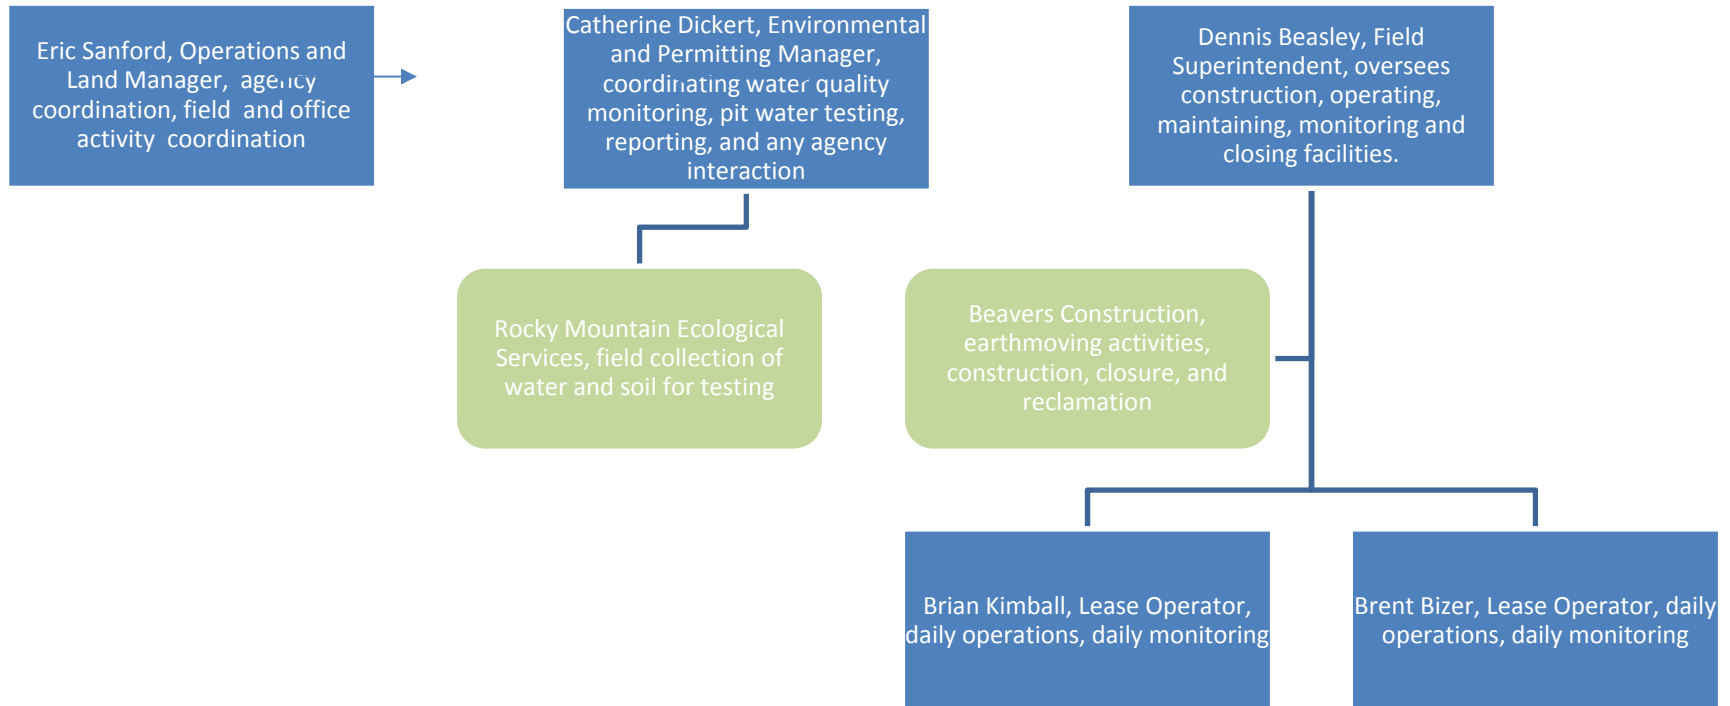 Eric Sanford, Operations and
Land Manager, agency
coordination, field and office
activity coordination
Catherine Dickert, Environmental
and Permitting Manager,
coordinating water quality
monitoring, pit water testing,
reporting, and any agency
interaction
Dennis Beasley, Field
Superintendent, oversees
construction, operating,
maintaining, monitoring and
closing facilities.
Rocky Mountain Ecological
Services, field collection of
water and soil for testing
Beavers Construction,
earthmoving activities,
construction, closure, and
reclamation
Brian Kimball, Lease Operator,
daily operations, daily monitoring
Brent Bizer, Lease Operator, daily
operations, daily monitoring